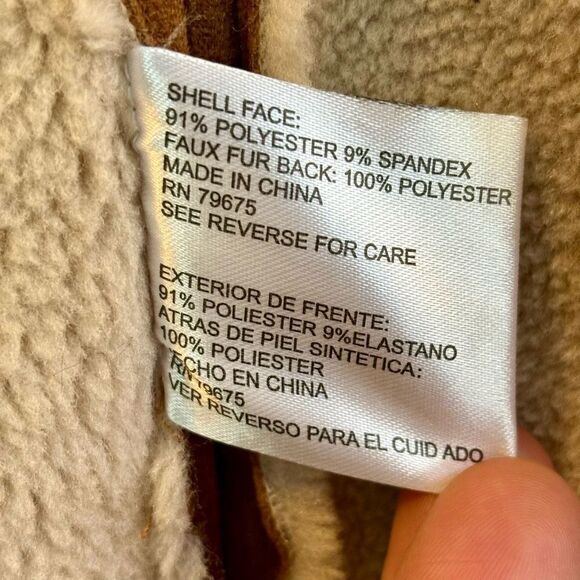 SHELL FACE:
91% POLYESTER 9% SPANDEX
FAUX FUR BACK: 100% POLYESTER
MADE IN CHINA
RN 79675
SEE REVERSE FOR CARE
EXTERIOR DE FRENTE:
91% POLIESTER 9%ELASTANO
ATRAS DE PIEL SINTETICA:
100% POLIESTER
ECHO EN CHINA
RN 79675
VER REVERSO PARA EL CUID ADO